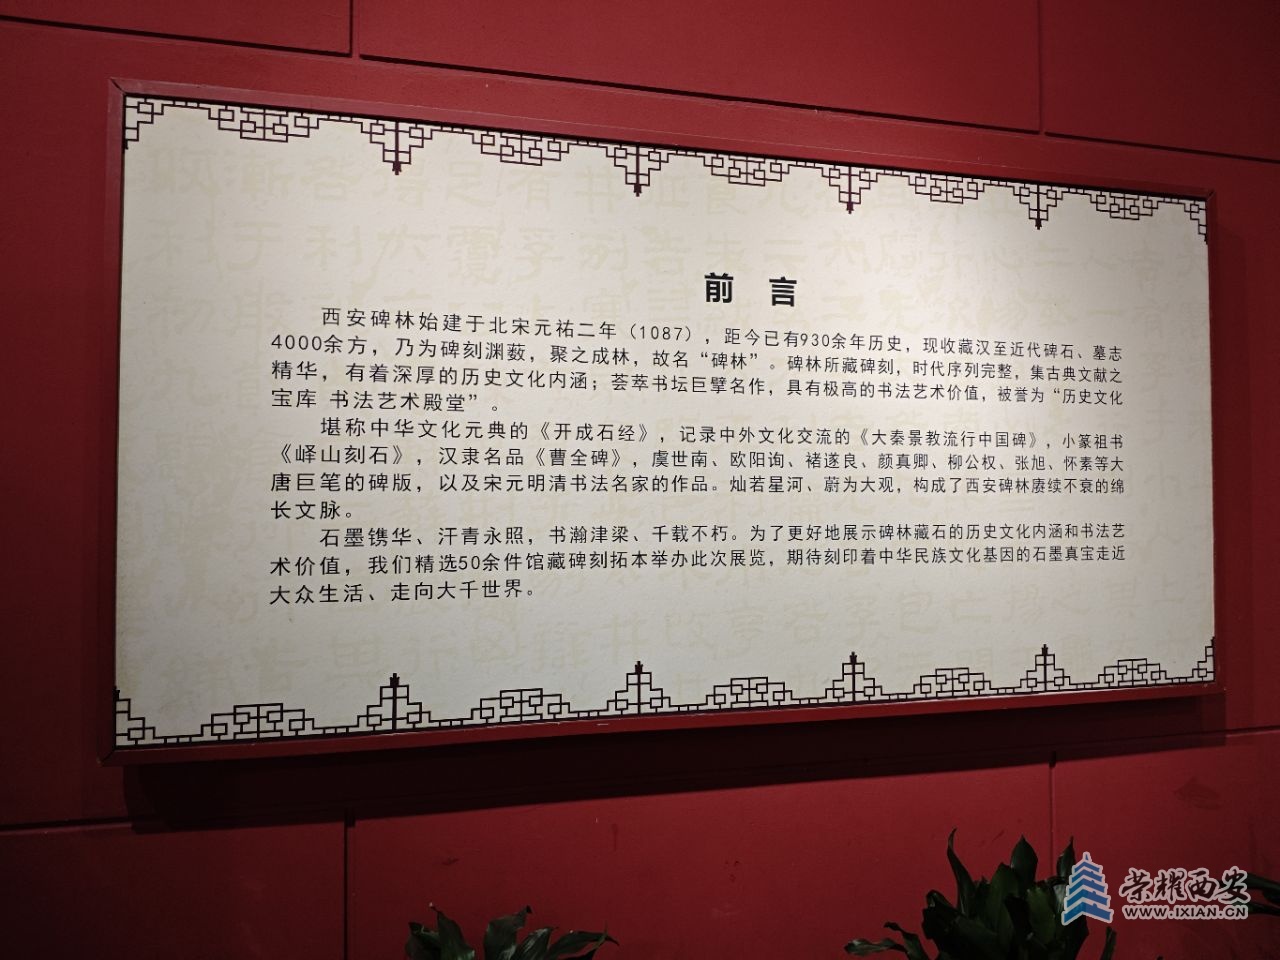 前 言
西安碑林始建于北宋元祐二年（1087），距今已有930余年历史，现收藏汉至近代碑石、墓志
4000余方，乃为碑刻渊薮，聚之成林，故名“碑林”。碑林所藏碑刻，时代序列完整，集古典文献之
精华，有着深厚的历史文化内涵；荟萃书坛巨擘名作，具有极高的书法艺术价值，被誉为“历史文化
宝库 书法艺术殿堂”。
堪称中华文化元典的《开成石经》，记录中外文化交流的《大秦景教流行中国碑》，小篆祖书
《峄山刻石》，汉隶名品《曹全碑》，虞世南、欧阳询、褚遂良、颜真卿、柳公权、张旭、怀素等大
唐巨笔的碑版，以及宋元明清书法名家的作品。灿若星河、蔚为大观，构成了西安碑林赓续不衰的绵
长文脉。
石墨镌华、汗青永照，书瀚津梁、千载不朽。为了更好地展示碑林藏石的历史文化内涵和书法艺
术价值，我们精选50余件馆藏碑刻拓本举办此次展览，期待刻印着中华民族文化基因的石墨真宝走近
大众生活、走向大千世界。
荣耀西安
WWW.IXIAN.CN